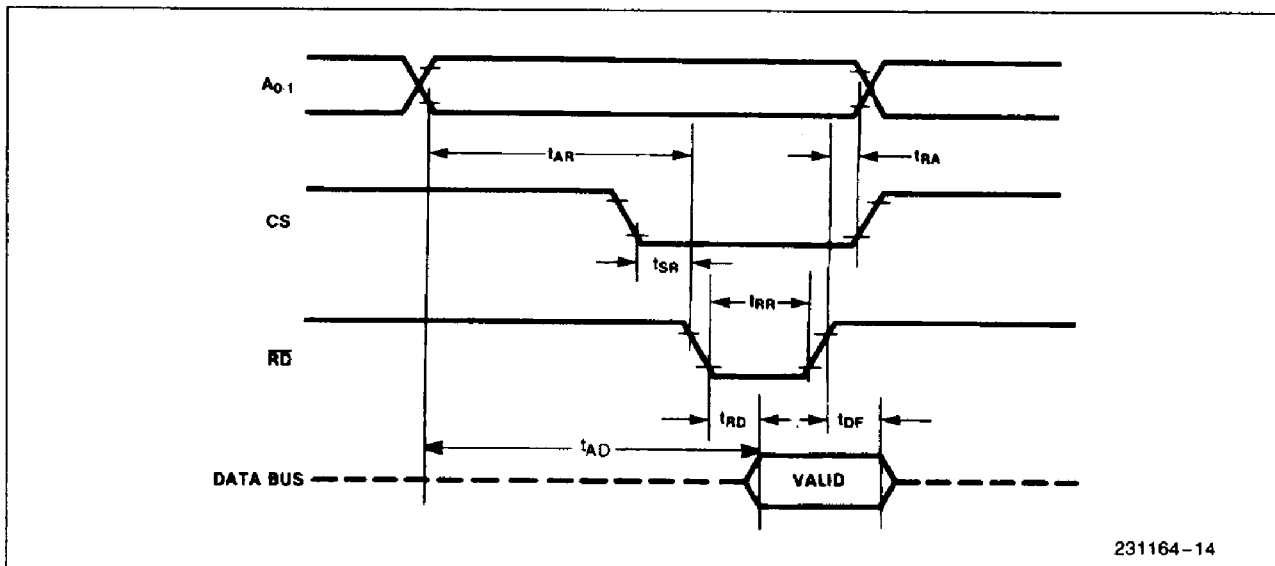 A0-1
tAR
tRA
CS
tSR
tRR
RD
tRD
tDF
tAD
DATA BUS
VALID
231164-14